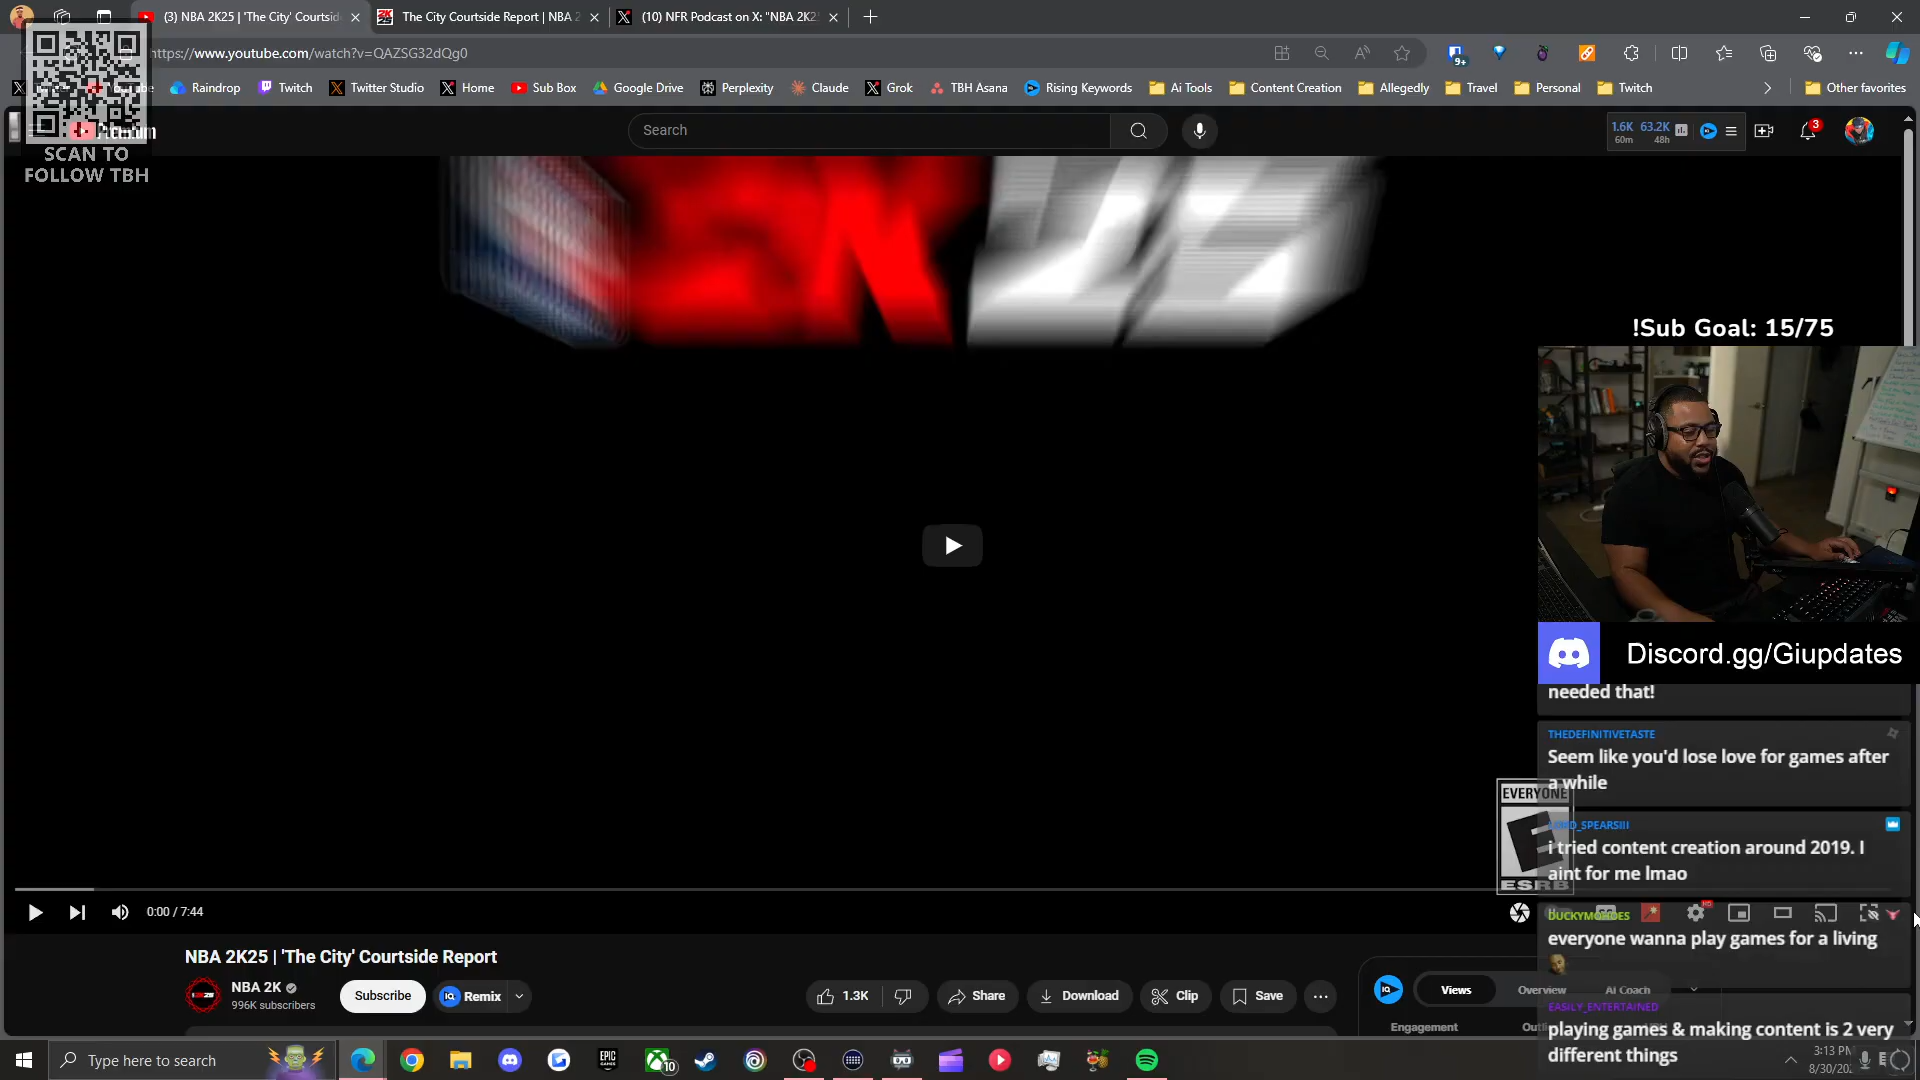 (3) NBA 2K25 | 'The City' Courtsid
The City Courtside Report | NBA 2
(10) NFR Podcast on X: "NBA 2K2
https://www.youtube.com/watch?v=QAZSG32dQg0
9+
Raindrop
Twitch
Twitter Studio
Home
Sub Box
Google Drive
Perplexity
Claude
Grok
TBH Asana
Rising Keywords
Ai Tools
Content Creation
Allegedly
Travel
Personal
Twitch
Other favorites
Search
1.6K 63.2K
60m 48h
3
SCAN TO
FOLLOW TBH
!Sub Goal: 15/75
Discord.gg/Giupdates
needed that!
THEDEFINITIVETASTE
Seem like you'd lose love for games after
a while
i tried content creation around 2019. I
aint for me lmao
DUCKYMOHOES
everyone wanna play games for a living
EASILY_ENTERTAINED
playing games & making content is 2 very
different things
EVERYONE
E
ESRB
0:00 / 7:44
NBA 2K25 | 'The City' Courtside Report
NBA 2K
996K subscribers
Subscribe
Remix
1.3K
Share
Download
Clip
Save
Views
Overview
AI Coach
Engagement
Type here to search
EPIC
GAMES
10
3:13 PM